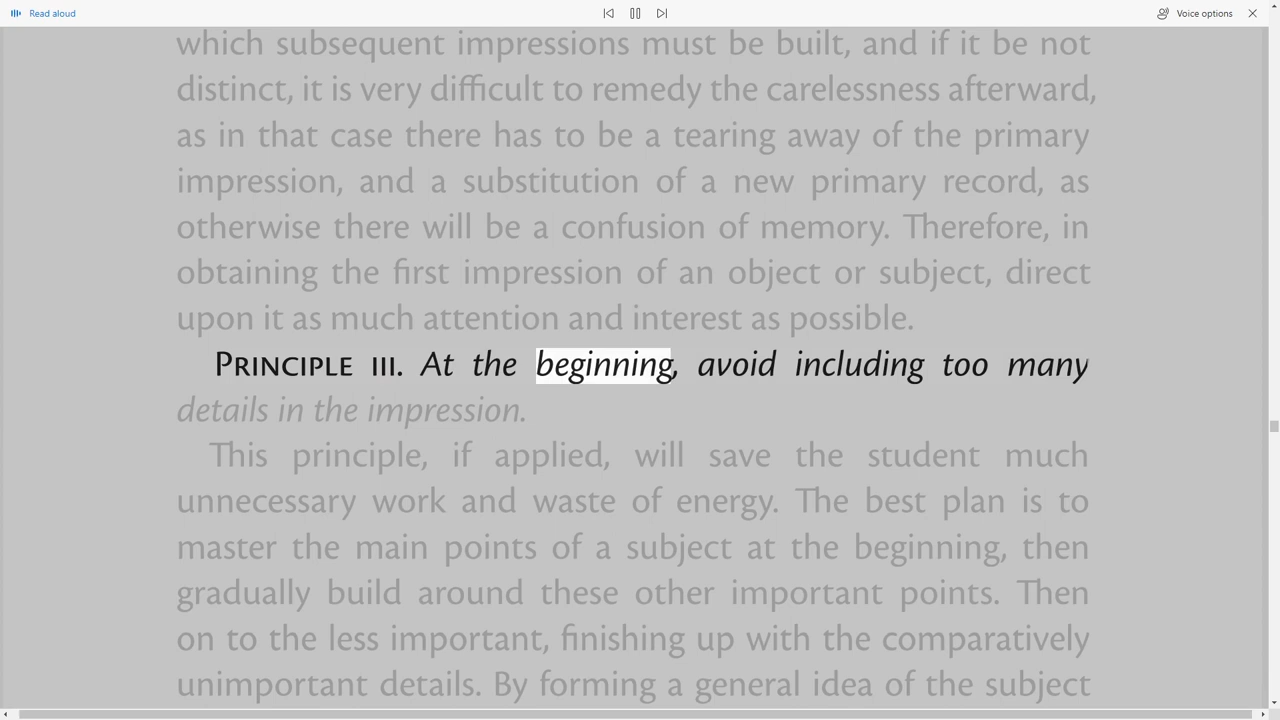 Read aloud
Voice options
which subsequent impressions must be built, and if it be not
distinct, it is very difficult to remedy the carelessness afterward,
as in that case there has to be a tearing away of the primary
impression, and a substitution of a new primary record, as
otherwise there will be a confusion of memory. Therefore, in
obtaining the first impression of an object or subject, direct
upon it as much attention and interest as possible.
PRINCIPLE III. At the beginning, avoid including too many
details in the impression.
This principle, if applied, will save the student much
unnecessary work and waste of energy. The best plan is to
master the main points of a subject at the beginning, then
gradually build around these other important points. Then
on to the less important, finishing up with the comparatively
unimportant details. By forming a general idea of the subject